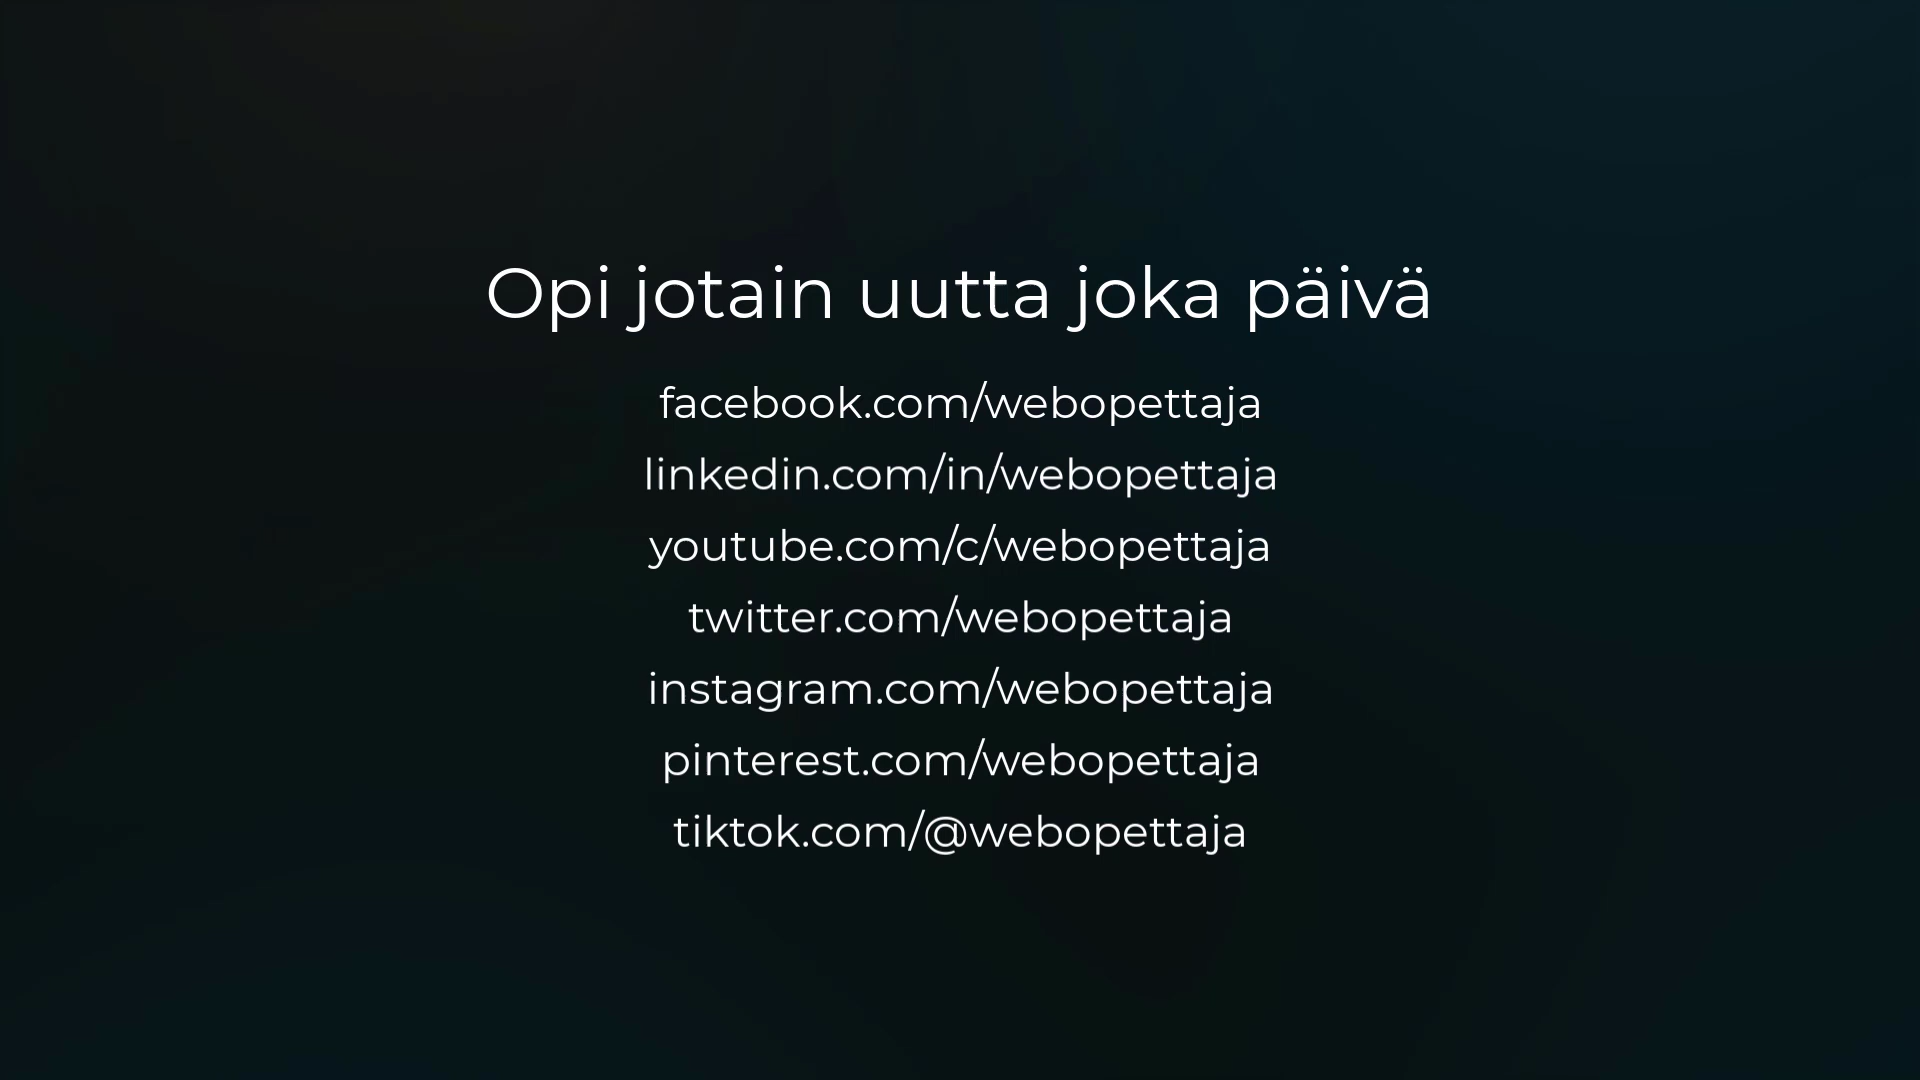 Opi jotain uutta joka päivä
facebook.com/webopettaja
linkedin.com/in/webopettaja
youtube.com/c/webopettaja
twitter.com/webopettaja
instagram.com/webopettaja
pinterest.com/webopettaja
tiktok.com/@webopettaja